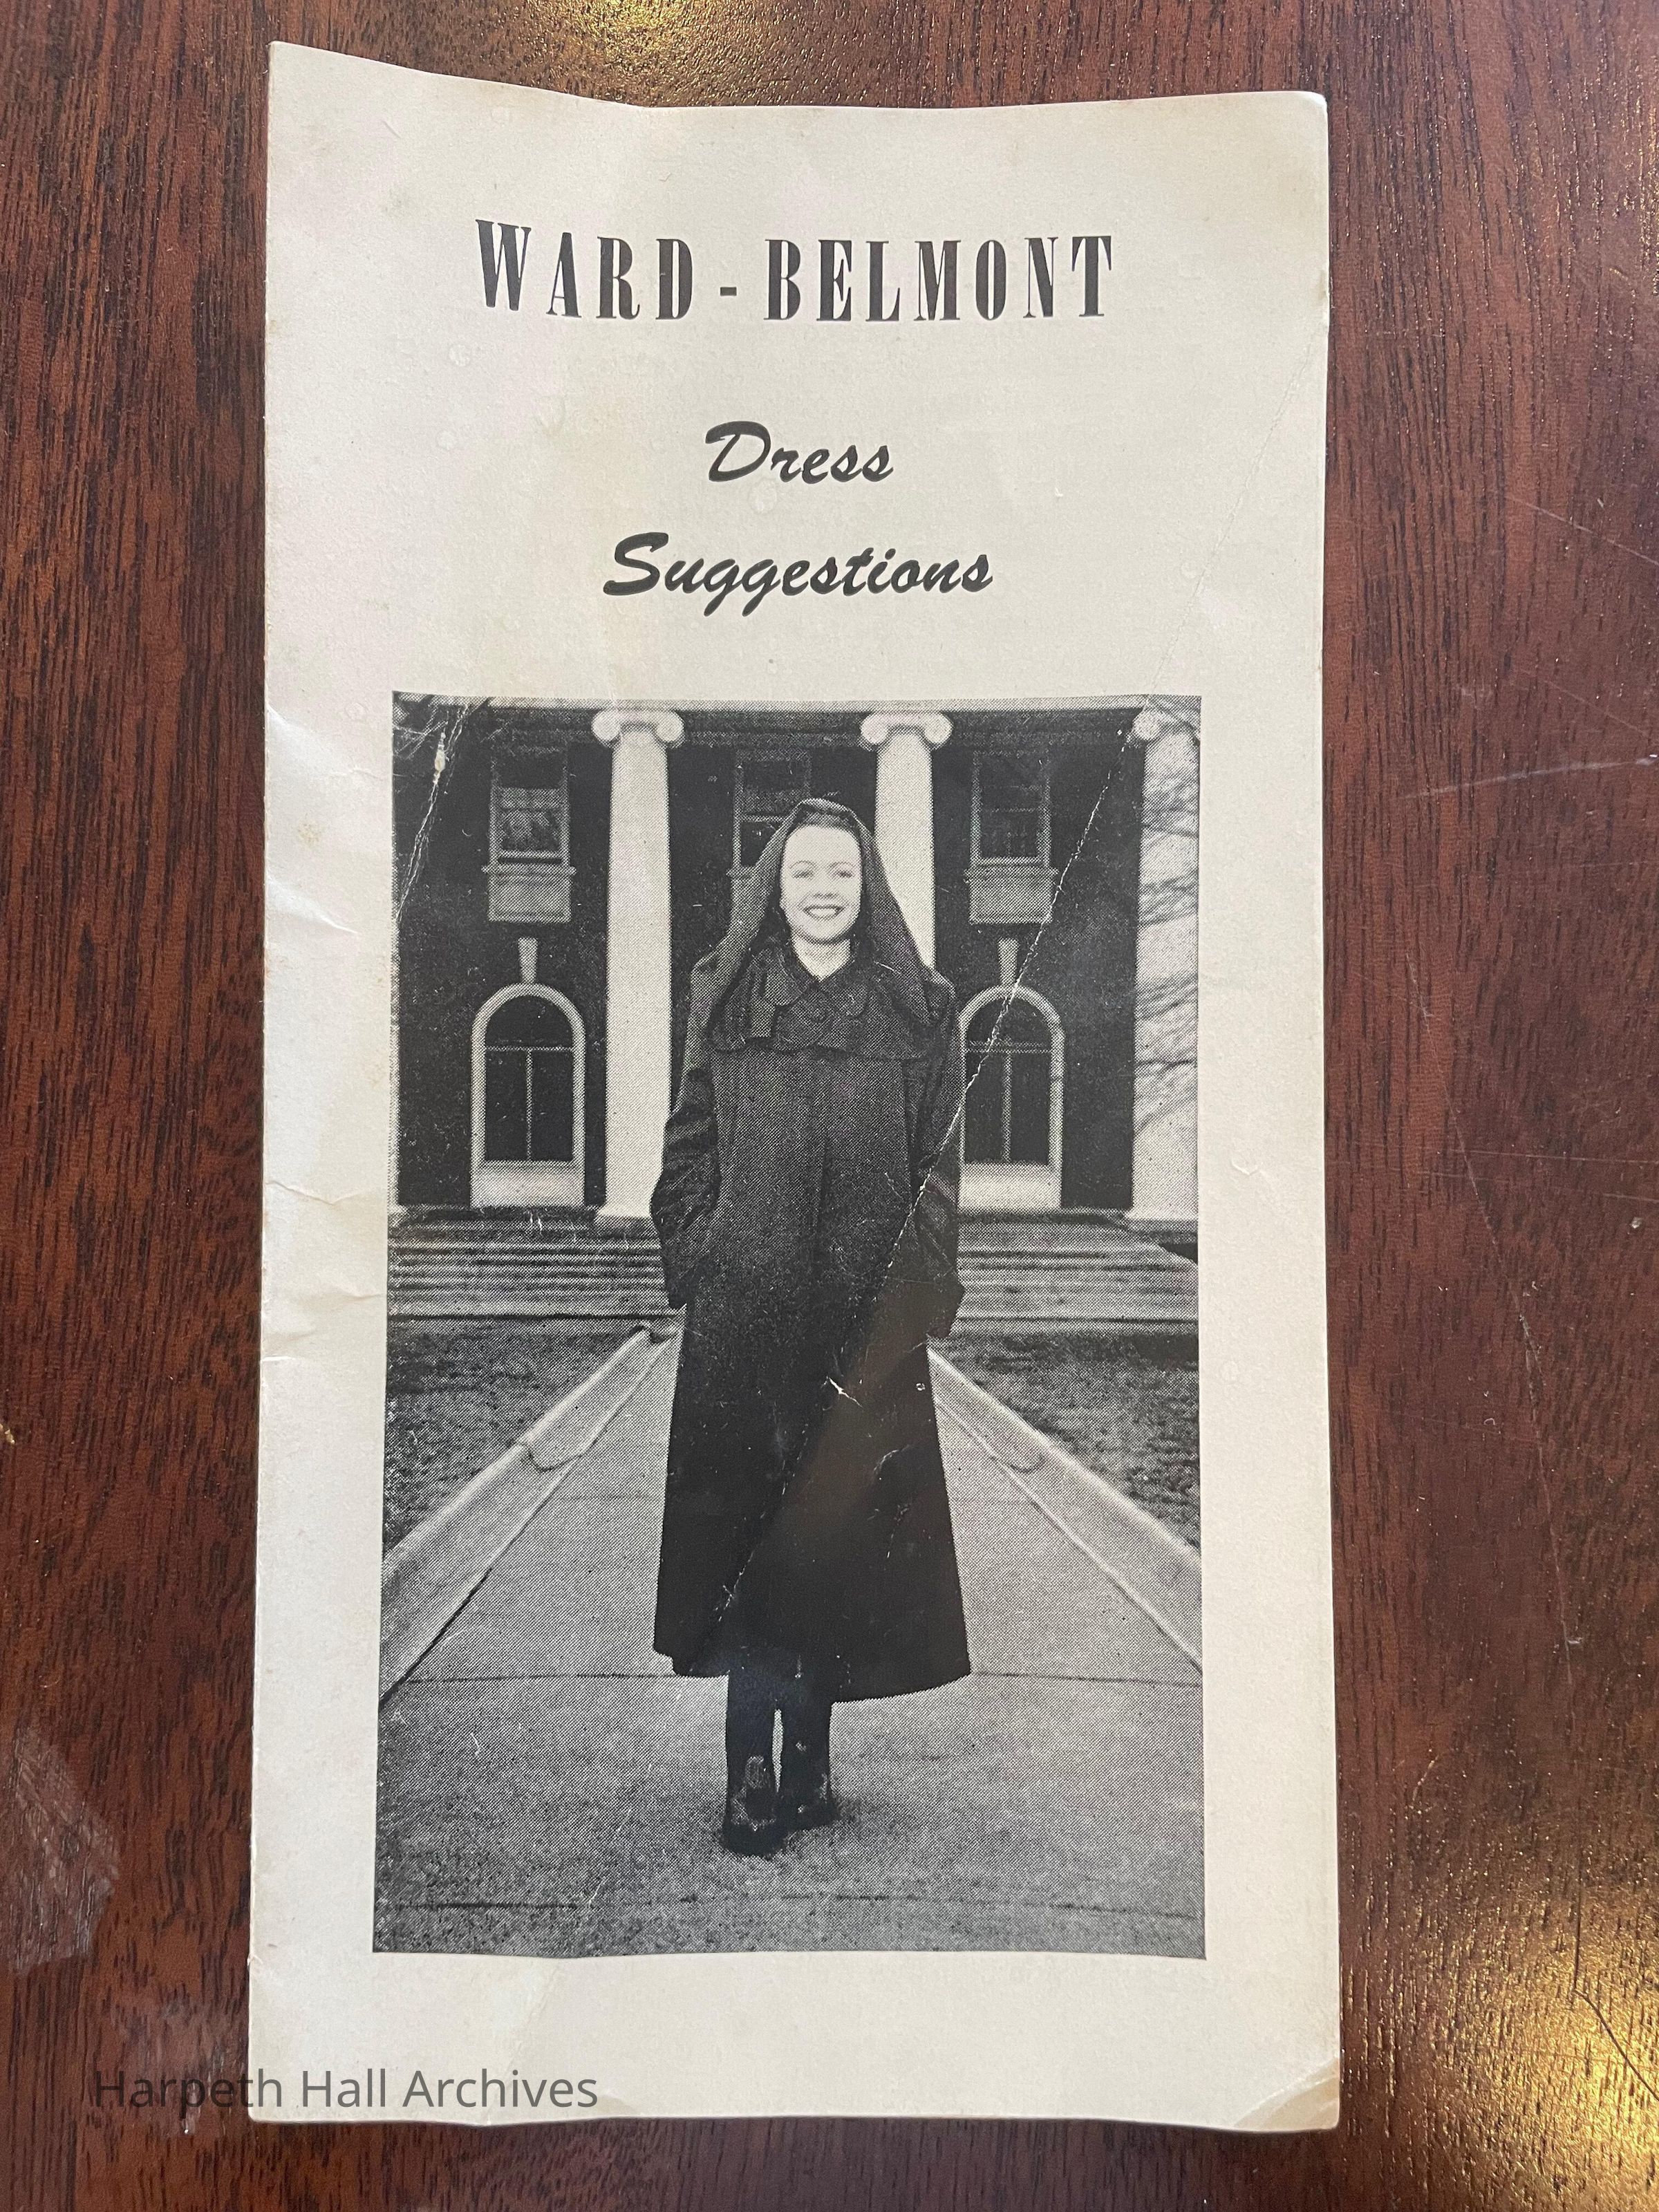 WARD-BELMONT
Dress
Suggestions
Harpeth Hall Archives